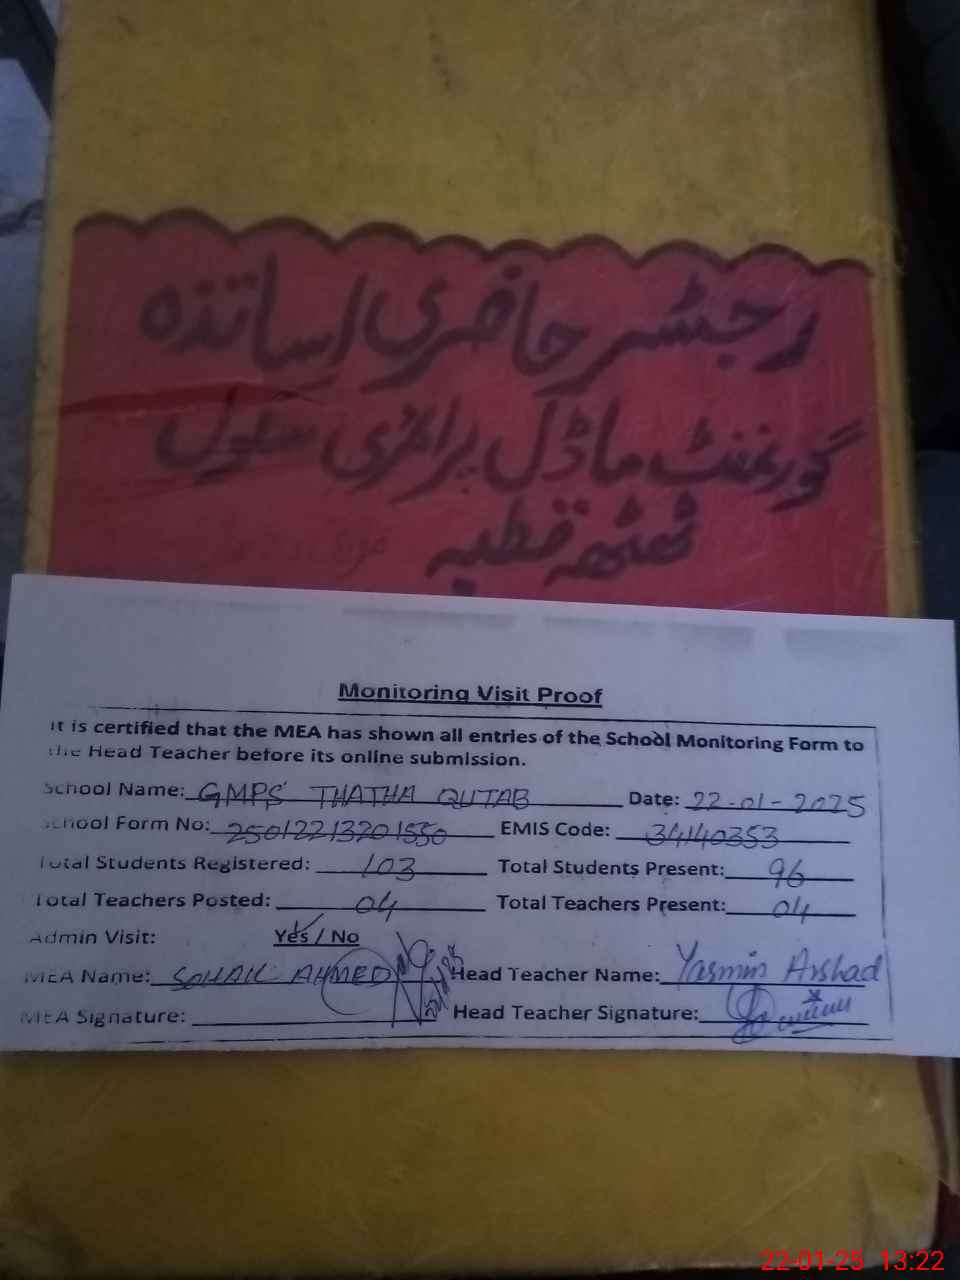 رجسٹر حاضری اساتذہ
گورنمنٹ ماڈل پرائمری سکول
ٹھٹھہ قطبہ
Monitoring Visit Proof
It is certified that the MEA has shown all entries of the School Monitoring Form to
the Head Teacher before its online submission.
School Name: GMPS THATHA QUTAB Date: 22-01-2025
School Form No: 25012213201550 EMIS Code: 34140353
Total Students Registered: 103 Total Students Present: 96
Total Teachers Posted: 04 Total Teachers Present: 04
Admin Visit: Yes / No
MEA Name: SOHAIL AHMED Head Teacher Name: Yasmin Arshad
MEA Signature: Head Teacher Signature:
22-01-25 13:22